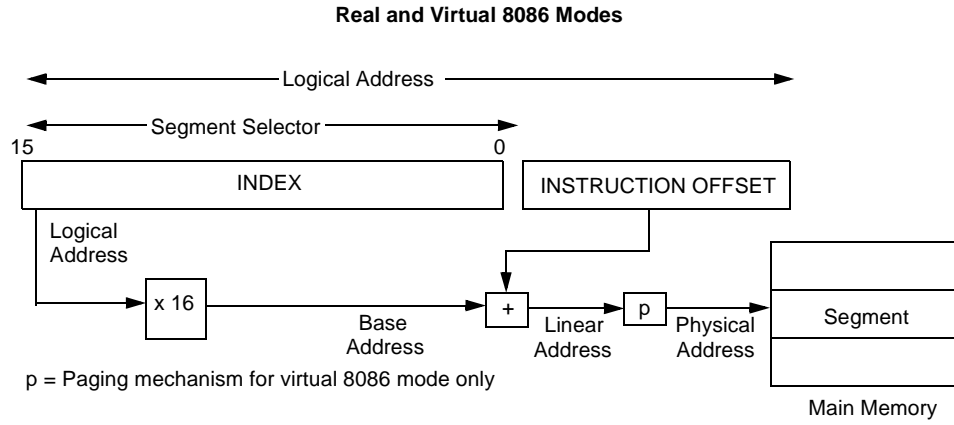 Real and Virtual 8086 Modes
Logical Address
Segment Selector
15
0
INDEX
INSTRUCTION OFFSET
Logical
Address
x 16
+
p
Base
Address
Linear
Address
Physical
Address
Segment
p = Paging mechanism for virtual 8086 mode only
Main Memory